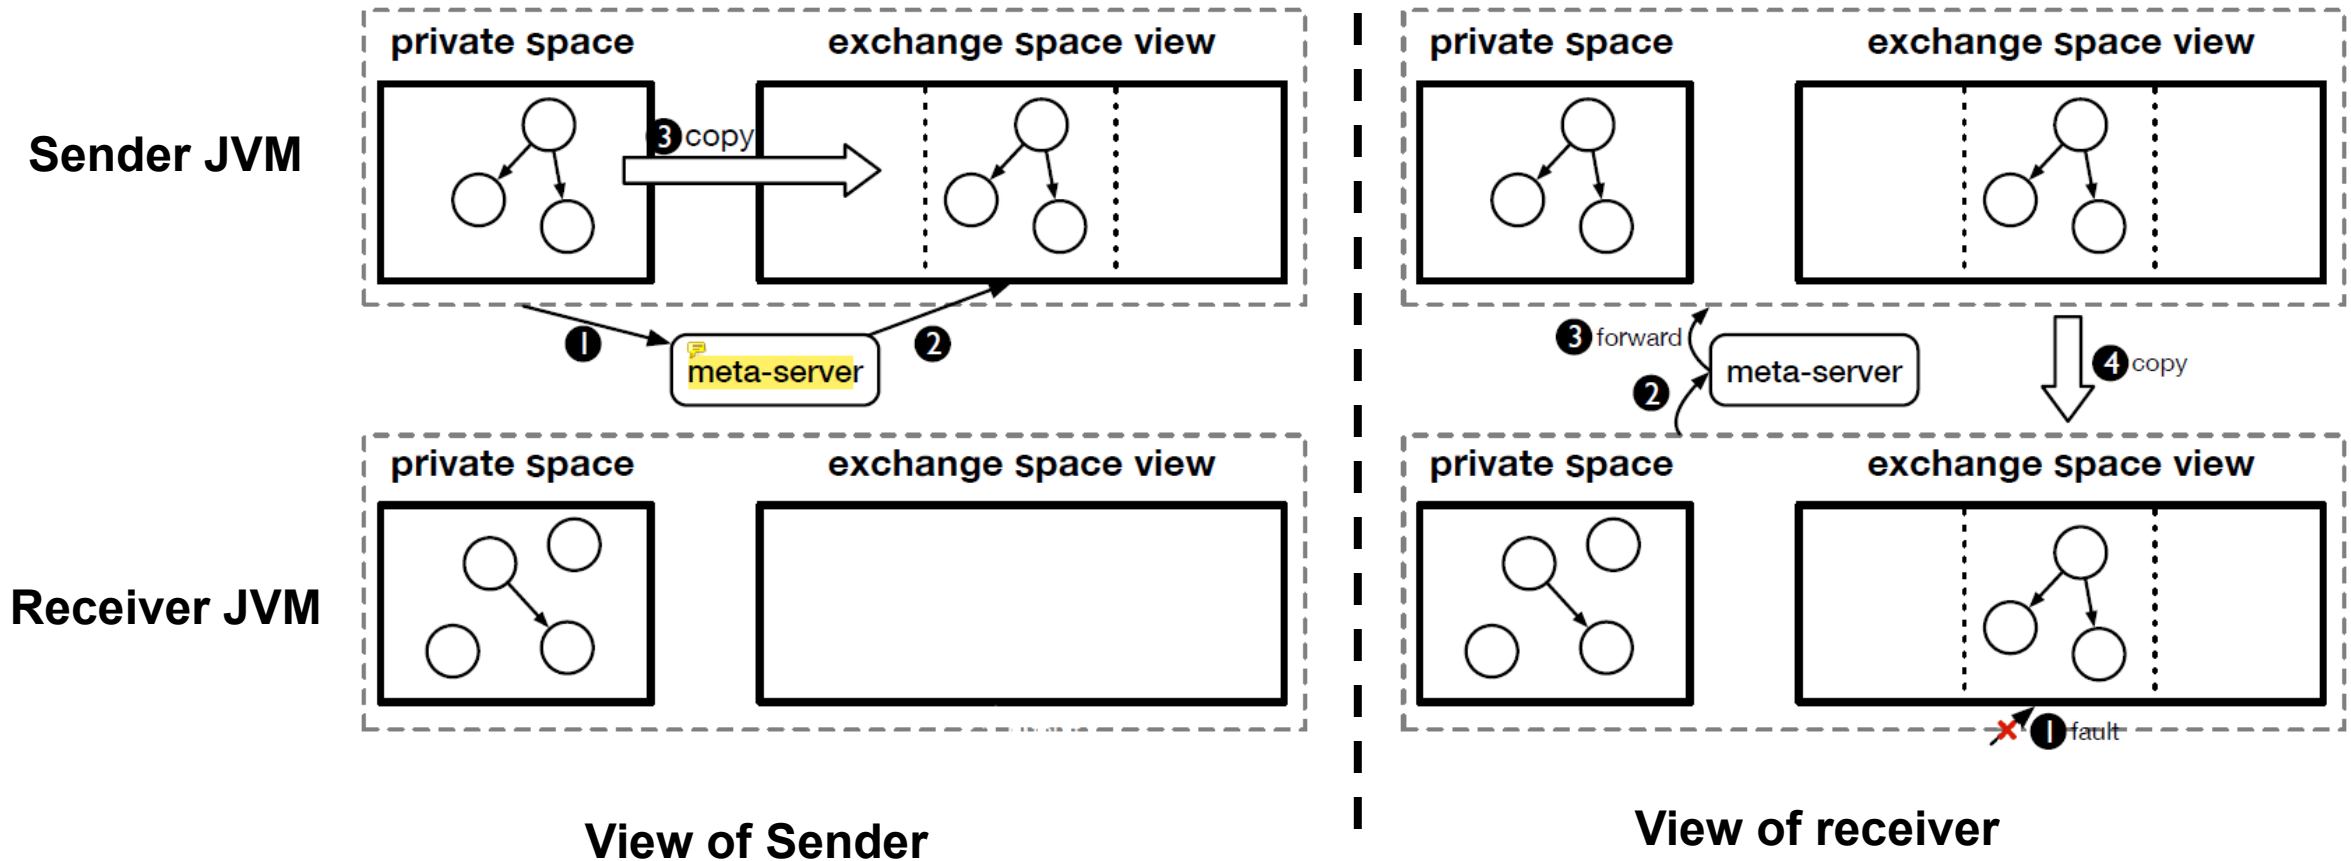 private space
exchange space view
Sender JVM
3 copy
1
2
meta-server
private space
exchange space view
Receiver JVM
View of Sender
private space
exchange space view
3 forward
meta-server
2
4 copy
private space
exchange space view
1 fault
View of receiver